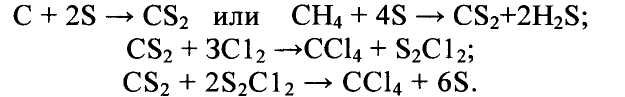 C + 2S → CS₂ или CH₄ + 4S → CS₂+2H₂S;
CS₂ + 3Cl₂ →CCl₄ + S₂Cl₂;
CS₂ + 2S₂Cl₂ → CCl₄ + 6S.